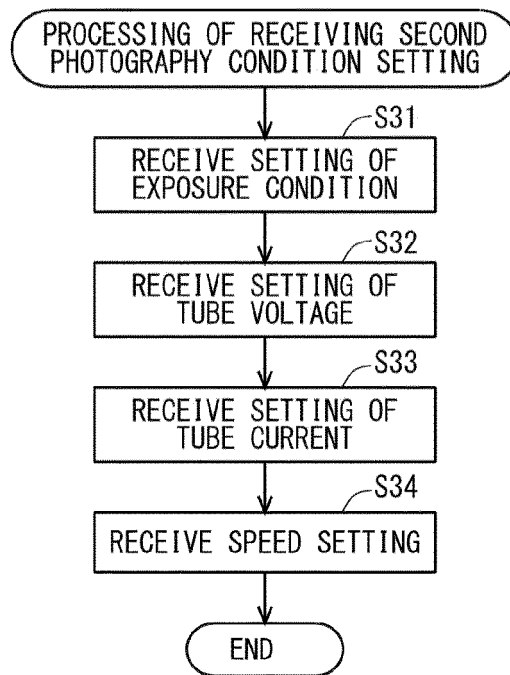 PROCESSING OF RECEIVING SECOND
PHOTOGRAPHY CONDITION SETTING
S31
RECEIVE SETTING OF
EXPOSURE CONDITION
S32
RECEIVE SETTING OF
TUBE VOLTAGE
S33
RECEIVE SETTING OF
TUBE CURRENT
S34
RECEIVE SPEED SETTING
END